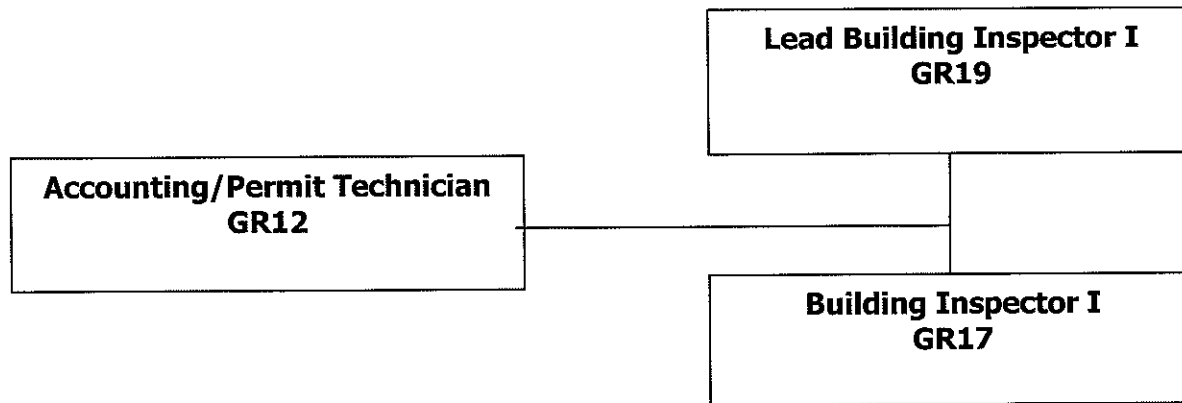 Lead Building Inspector I
GR19
Accounting/Permit Technician
GR12
Building Inspector I
GR17